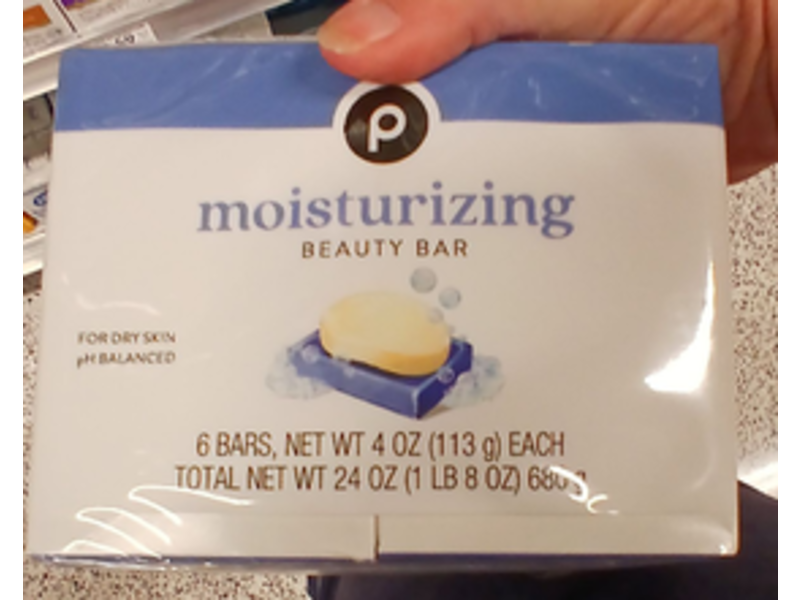 p
moisturizing
BEAUTY BAR
FOR DRY SKIN
pH BALANCED
6 BARS, NET WT 4 OZ (113 g) EACH
TOTAL NET WT 24 OZ (1 LB 8 OZ) 680 g